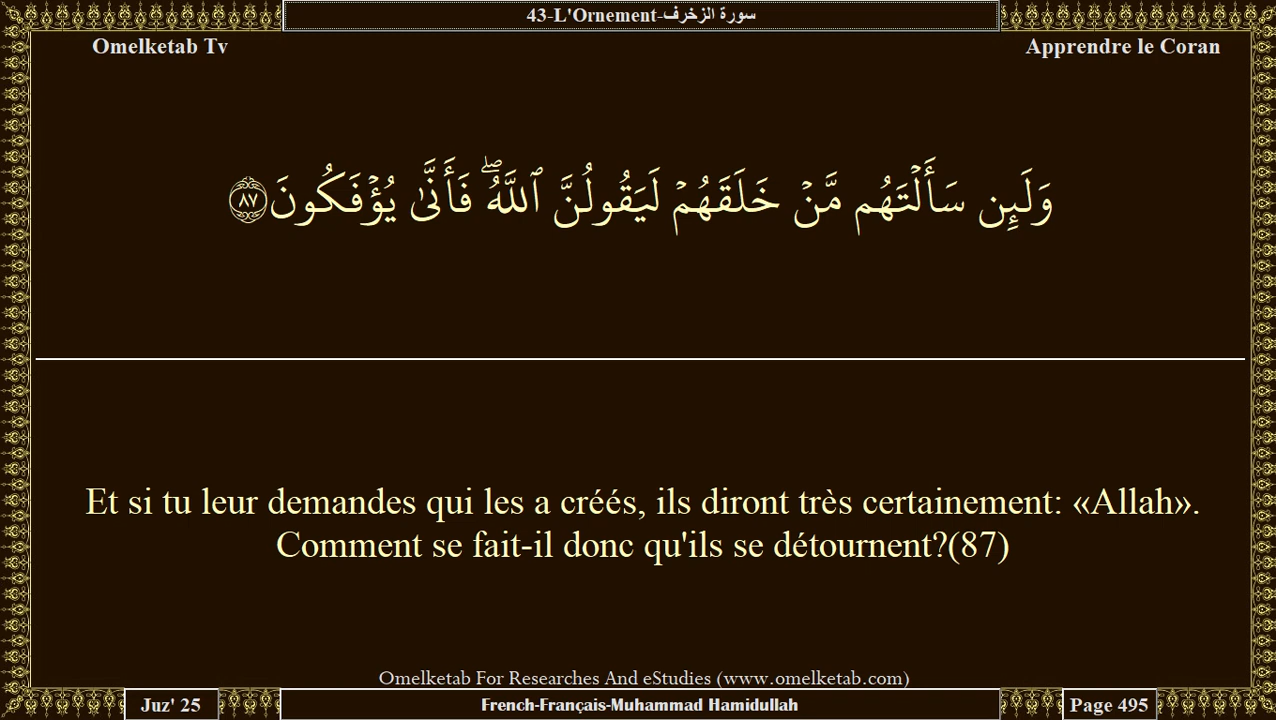 43-L'Ornement-سورة الزخرف
Omelketab Tv
Apprendre le Coran
وَلَئِن سَأَلْتَهُم مَّنْ خَلَقَهُمْ لَيَقُولُنَّ ٱللَّهُ ۖ فَأَنَّىٰ يُؤْفَكُونَ ٨٧
Et si tu leur demandes qui les a créés, ils diront très certainement: «Allah».
Comment se fait-il donc qu'ils se détournent?(87)
Omelketab For Researches And eStudies (www.omelketab.com)
Juz' 25
French-Français-Muhammad Hamidullah
Page 495